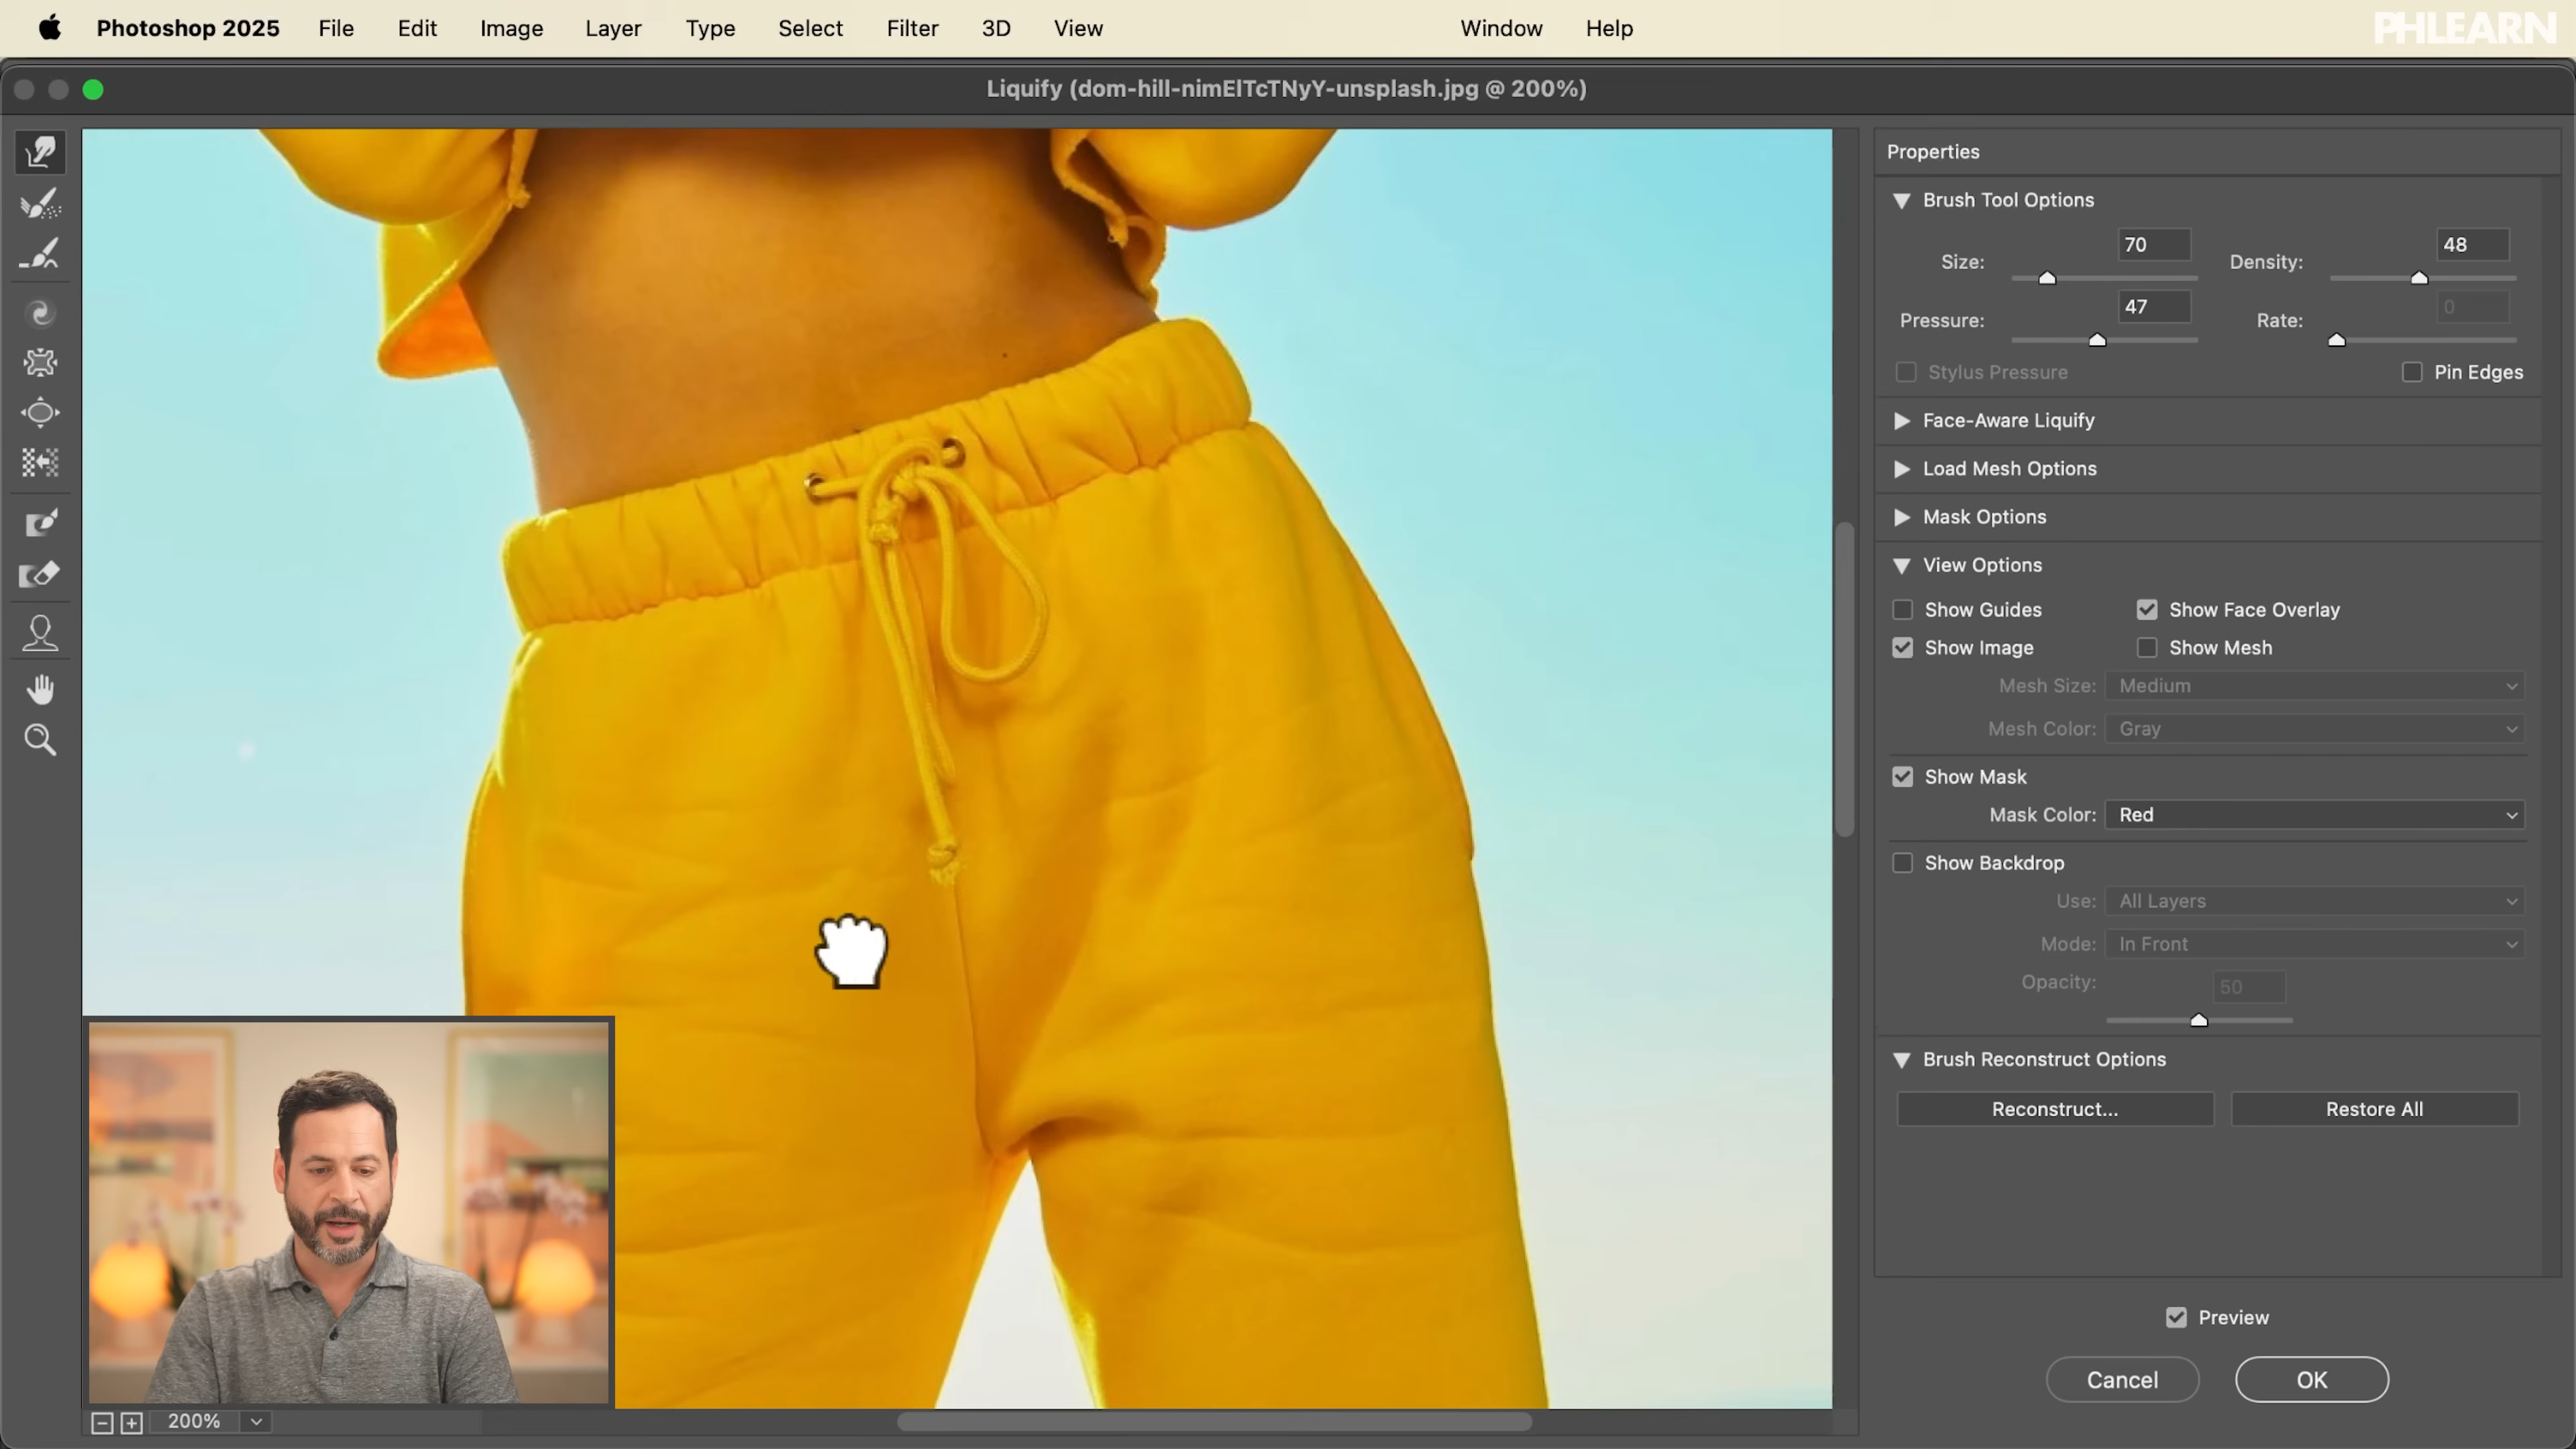 Photoshop 2025 File Edit Image Layer Type Select Filter 3D View Window Help
PHLEARN
Liquify (dom-hill-nimElTcTNyY-unsplash.jpg @ 200%)
Properties
Brush Tool Options
Size: 70 Density: 48
Pressure: 47 Rate: 0
Stylus Pressure Pin Edges
Face-Aware Liquify
Load Mesh Options
Mask Options
View Options
Show Guides Show Face Overlay
Show Image Show Mesh
Mesh Size: Medium
Mesh Color: Gray
Show Mask
Mask Color: Red
Show Backdrop
Use: All Layers
Mode: In Front
Opacity: 50
Brush Reconstruct Options
Reconstruct... Restore All
Preview
Cancel OK
200%